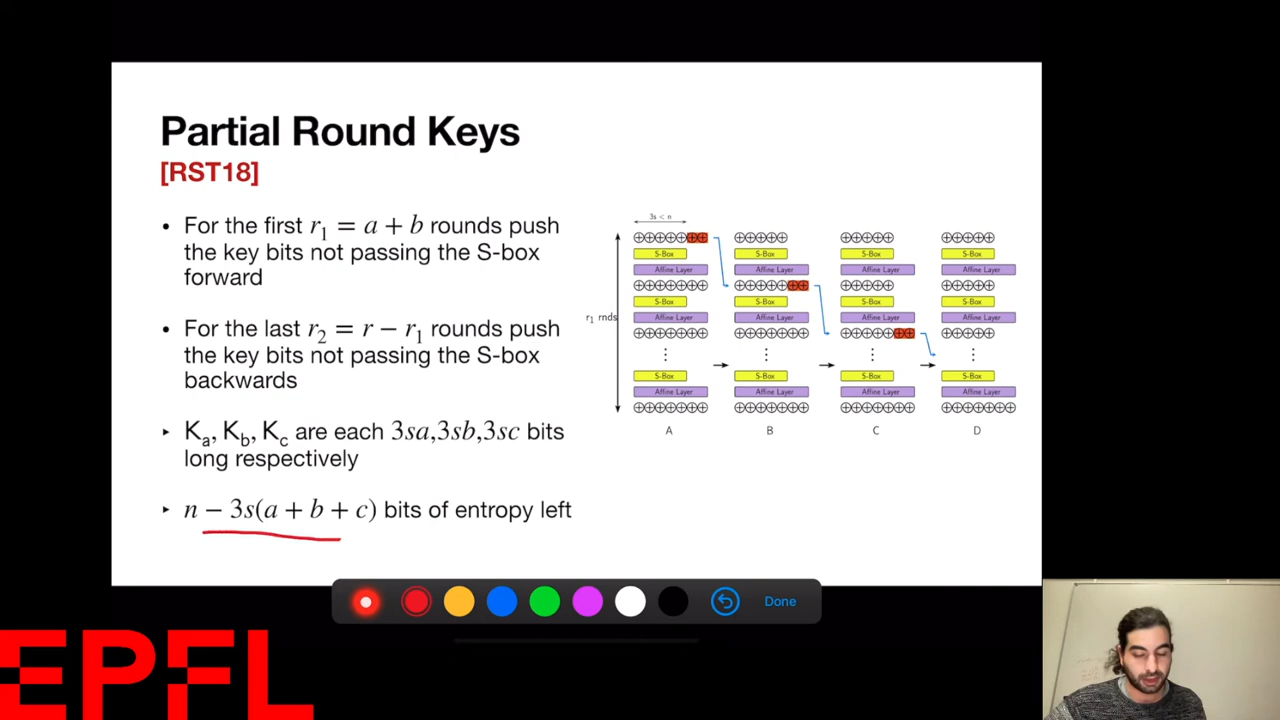 Partial Round Keys
[RST18]
• For the first r₁ = a + b rounds push
the key bits not passing the S-box
forward
• For the last r₂ = r − r₁ rounds push
the key bits not passing the S-box
backwards
‣ Kₐ, K_b, K_c are each 3sa,3sb,3sc bits
long respectively
‣ n − 3s(a + b + c) bits of entropy left
3s < n
S-Box S-Box S-Box S-Box
Affine Layer Affine Layer Affine Layer Affine Layer
S-Box S-Box S-Box S-Box
r₁ rnds Affine Layer Affine Layer Affine Layer Affine Layer
S-Box S-Box S-Box S-Box
Affine Layer Affine Layer Affine Layer Affine Layer
A B C D
Done
EPFL